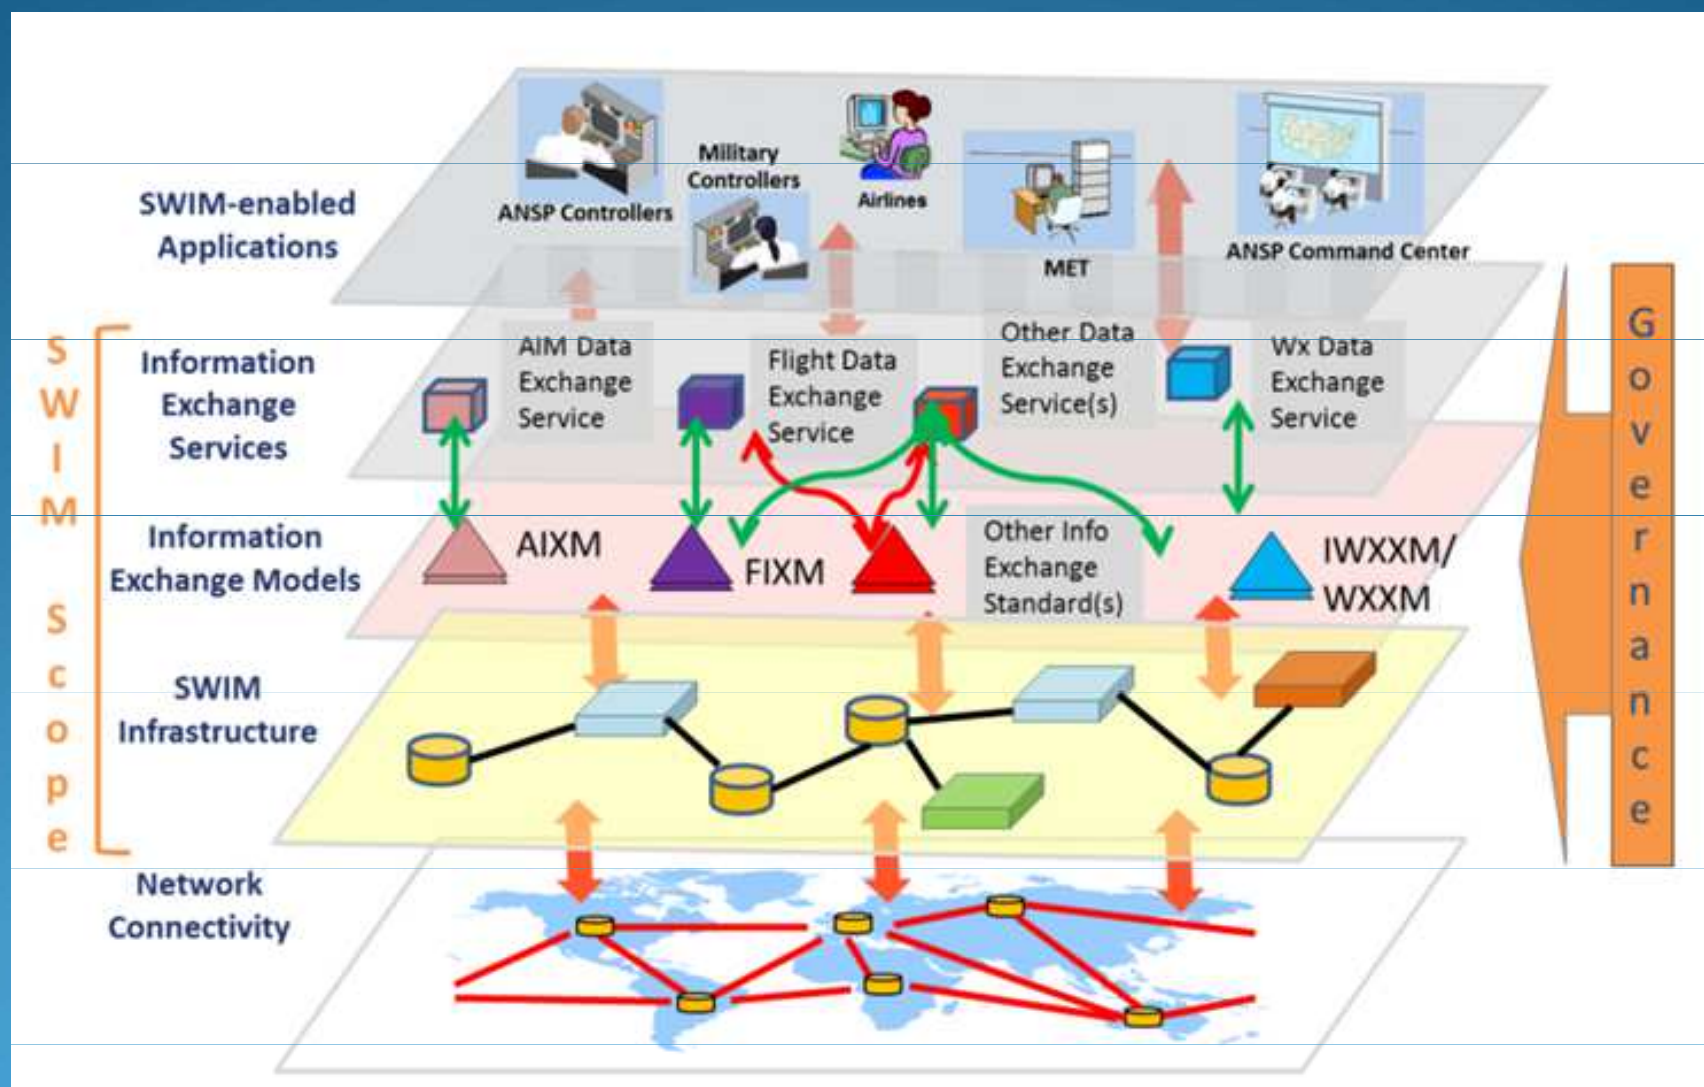 ANSP Controllers
Military
Controllers
Airlines
MET
ANSP Command Center
SWIM-enabled
Applications
SWIM Scope
Information
Exchange
Services
AIM Data
Exchange
Service
Flight Data
Exchange
Service
Other Data
Exchange
Service(s)
Wx Data
Exchange
Service
Information
Exchange Models
AIXM
FIXM
Other Info
Exchange
Standard(s)
IWXXM/
WXXM
SWIM
Infrastructure
Network
Connectivity
Governance